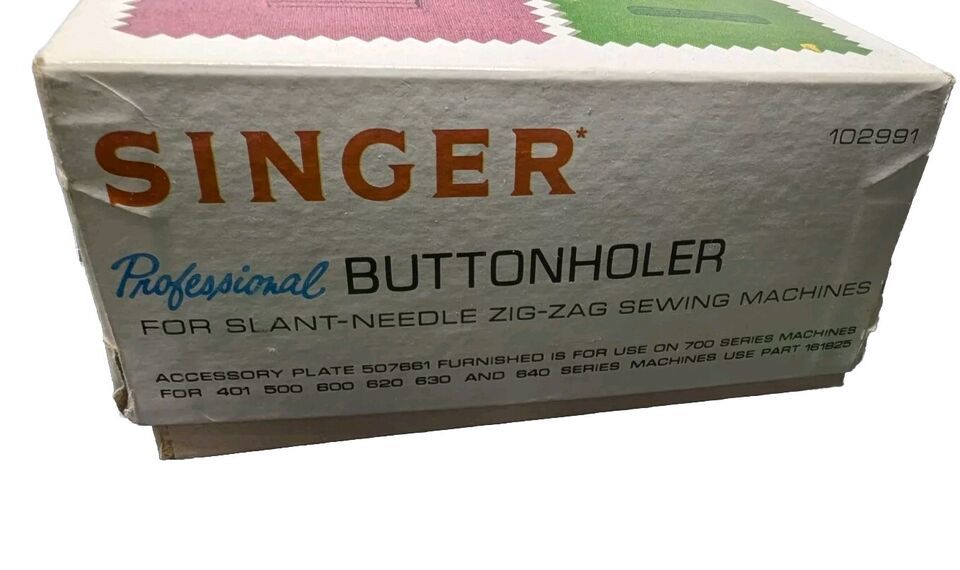 SINGER*
102991
Professional BUTTONHOLER
FOR SLANT-NEEDLE ZIG-ZAG SEWING MACHINES
ACCESSORY PLATE 507661 FURNISHED IS FOR USE ON 700 SERIES MACHINES
FOR 401 500 600 620 630 AND 640 SERIES MACHINES USE PART 161825